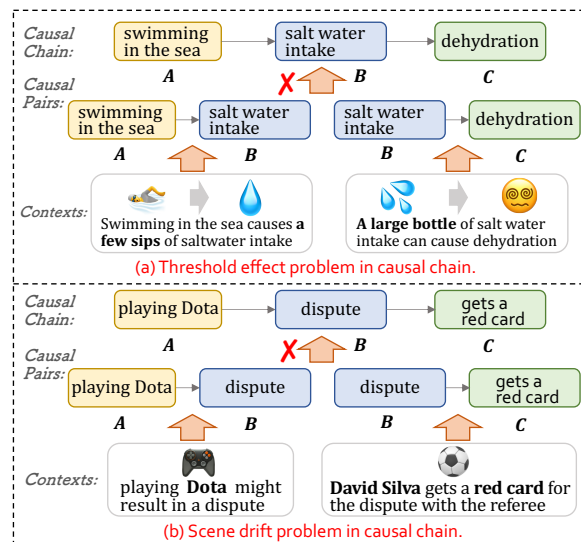 Causal Chain:
swimming in the sea
salt water intake
dehydration
A
B
C
Causal Pairs:
swimming in the sea
salt water intake
salt water intake
dehydration
A
B
B
C
Contexts:
Swimming in the sea causes a
few sips of saltwater intake
A large bottle of salt water
intake can cause dehydration
(a) Threshold effect problem in causal chain.
Causal Chain:
playing Dota
dispute
gets a red card
A
B
C
Causal Pairs:
playing Dota
dispute
dispute
gets a red card
A
B
B
C
Contexts:
playing Dota might
result in a dispute
David Silva gets a red card for
the dispute with the referee
(b) Scene drift problem in causal chain.